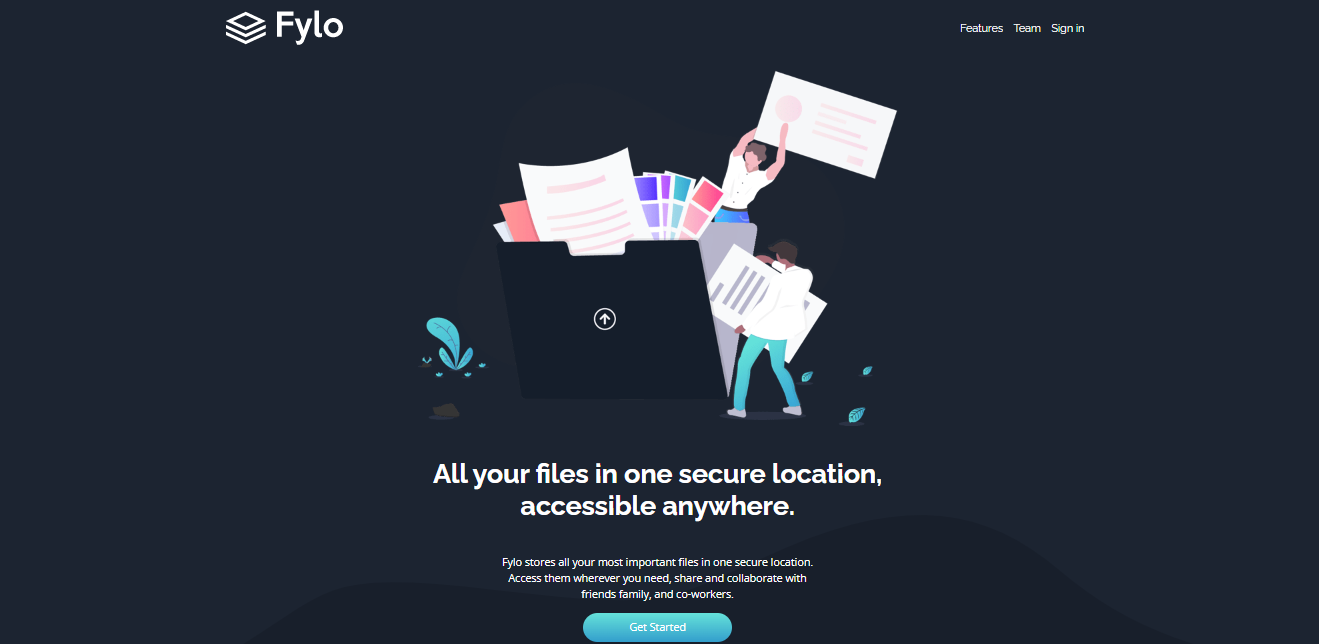 Fylo
Features Team Sign in
All your files in one secure location,
accessible anywhere.
Fylo stores all your most important files in one secure location.
Access them wherever you need, share and collaborate with
friends family, and co-workers.
Get Started